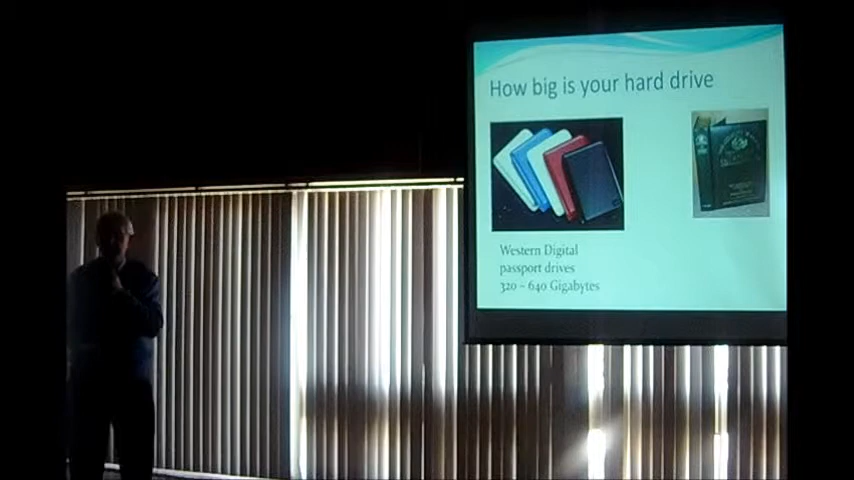 How big is your hard drive
Western Digital
passport drives
320 – 640 Gigabytes